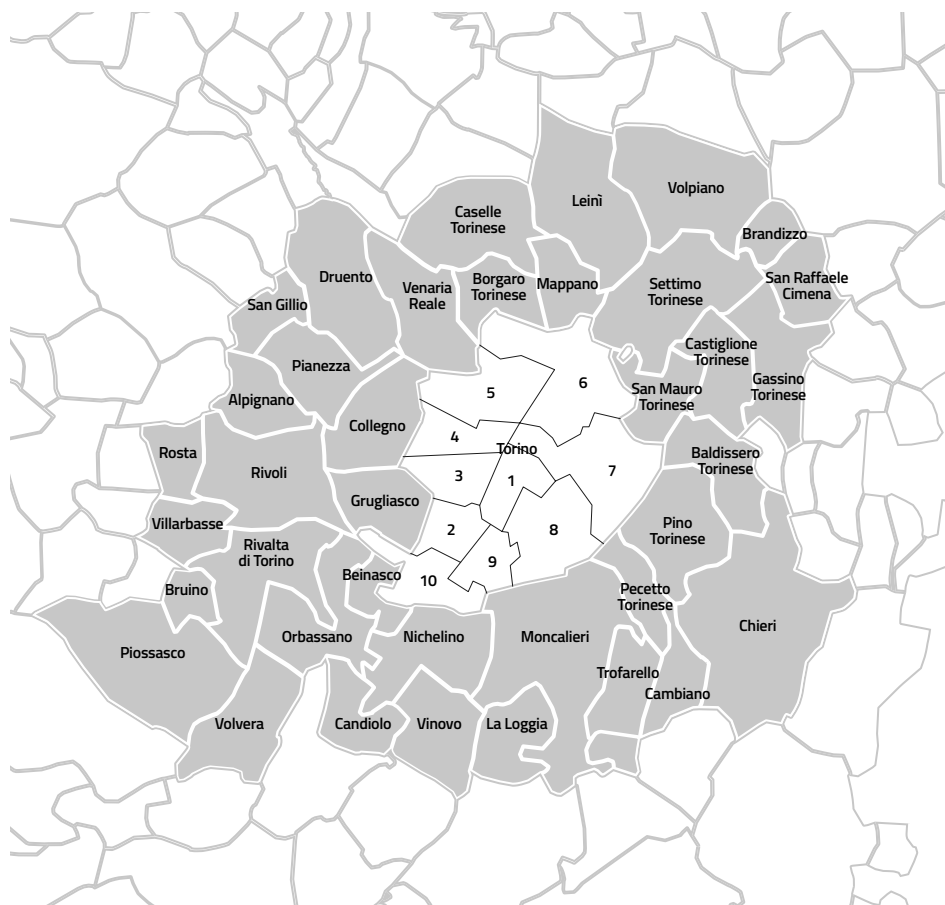 Volpiano
Leinì
Caselle
Torinese
Brandizzo
Druento
San Raffaele
Cimena
Borgaro
Torinese
Mappano
Settimo
Torinese
Venaria
Reale
San Gillio
Castiglione
Torinese
Pianezza
5
6
Gassino
Torinese
San Mauro
Torinese
Alpignano
Collegno
4
Torino
Rosta
Baldissero
Torinese
Rivoli
3
1
7
Grugliasco
Villarbasse
2
8
Pino
Torinese
Rivalta
di Torino
9
Beinasco
10
Bruino
Pecetto
Torinese
Chieri
Orbassano
Nichelino
Moncalieri
Piossasco
Trofarello
Cambiano
Volvera
Candiolo
Vinovo
La Loggia